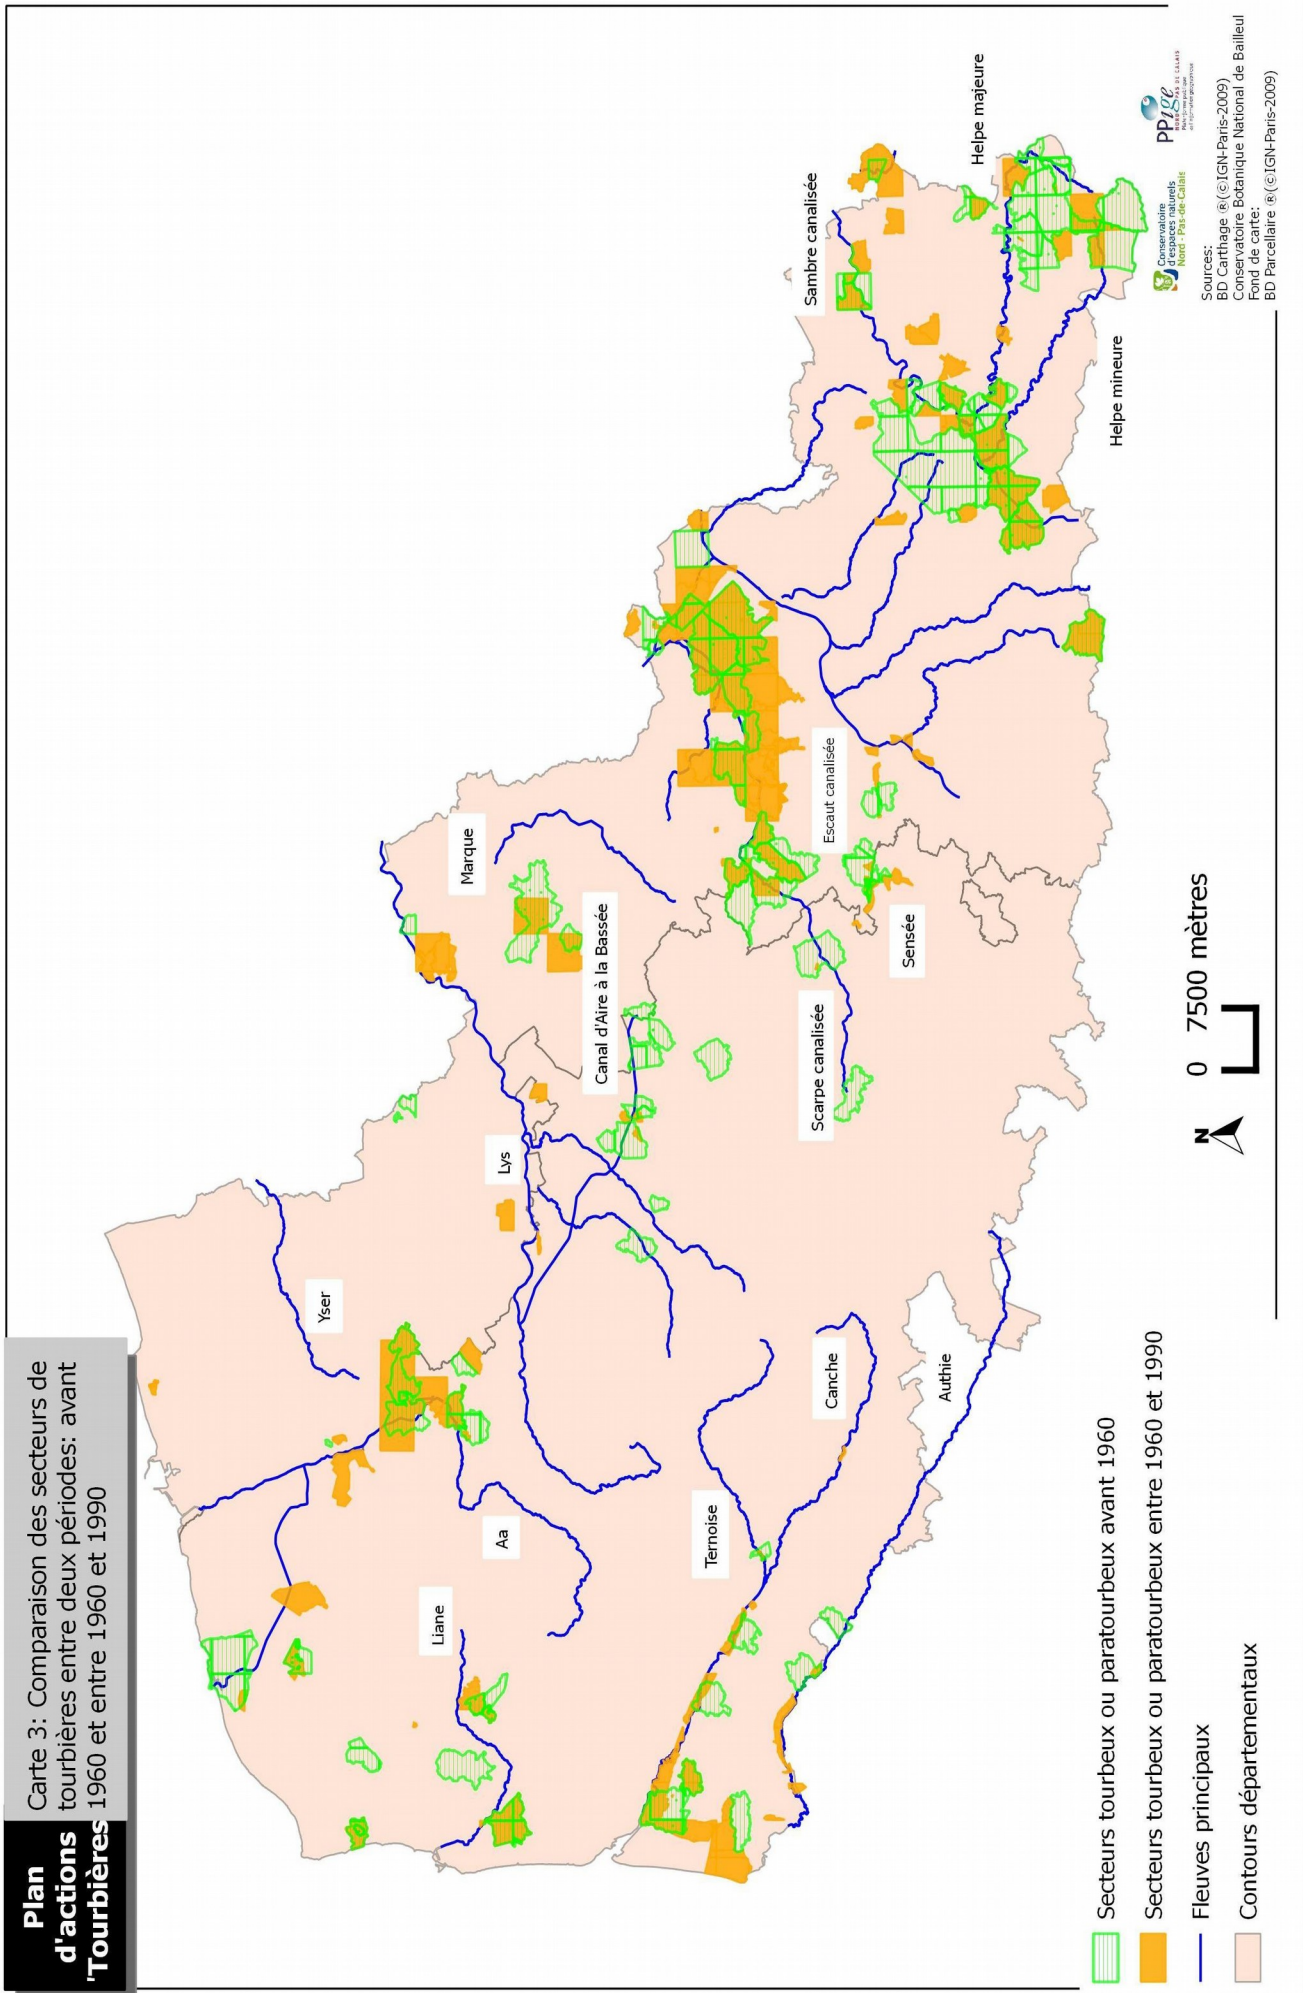 Plan
d'actions
'Tourbières
Carte 3: Comparaison des secteurs de
tourbières entre deux périodes: avant
1960 et entre 1960 et 1990
Yser
Aa
Liane
Lys
Marque
Canal d'Aire à la Bassée
Ternoise
Canche
Authie
Scarpe canalisée
Sensée
Escaut canalisée
Sambre canalisée
Helpe majeure
Helpe mineure
Secteurs tourbeux ou paratourbeux avant 1960
Secteurs tourbeux ou paratourbeux entre 1960 et 1990
Fleuves principaux
Contours départementaux
N
0 7500 mètres
Conservatoire
d'espaces naturels
Nord - Pas-de-Calais
PPige
NORD-PAS DE CALAIS
Sources:
BD Carthage ®(©IGN-Paris-2009)
Conservatoire Botanique National de Bailleul
Fond de carte:
BD Parcellaire ®(©IGN-Paris-2009)